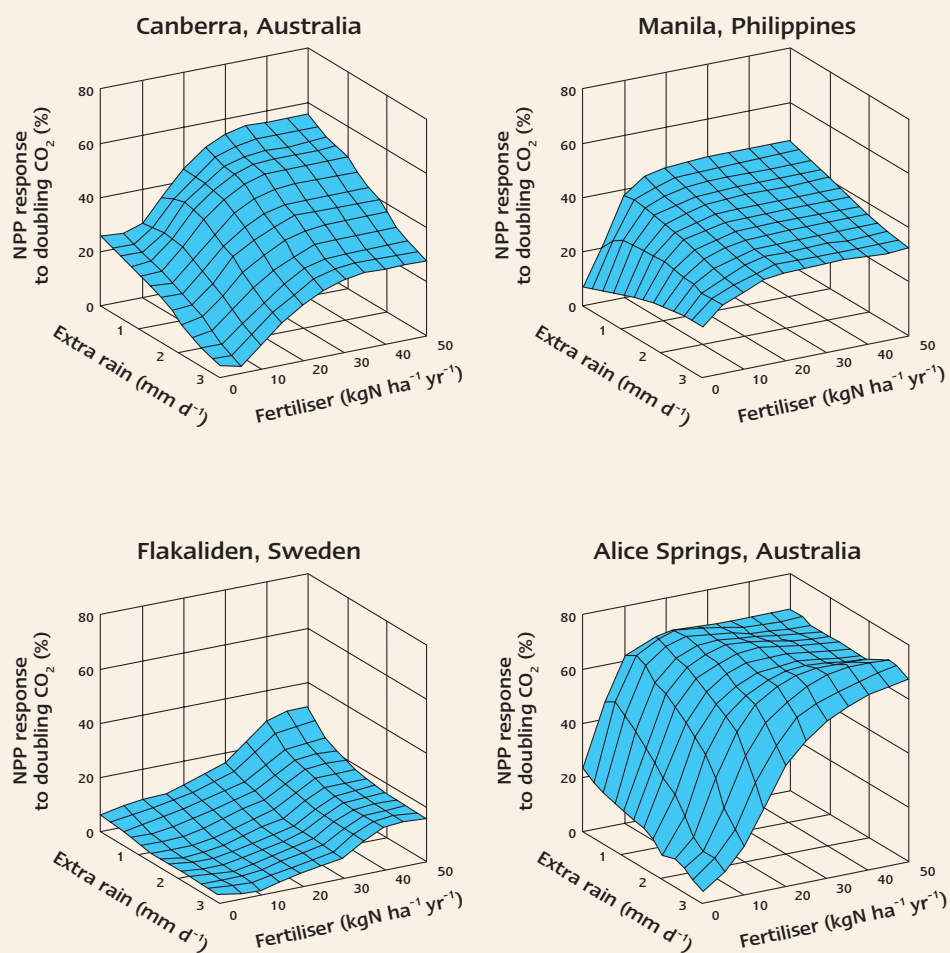 Canberra, Australia
NPP response
to doubling CO₂ (%)
80
60
40
20
0
1
2
3
Extra rain (mm d⁻¹)
0
10
20
30
40
50
Fertiliser (kgN ha⁻¹ yr⁻¹)
Manila, Philippines
NPP response
to doubling CO₂ (%)
80
60
40
20
0
1
2
3
Extra rain (mm d⁻¹)
0
10
20
30
40
50
Fertiliser (kgN ha⁻¹ yr⁻¹)
Flakaliden, Sweden
NPP response
to doubling CO₂ (%)
80
60
40
20
0
1
2
3
Extra rain (mm d⁻¹)
0
10
20
30
40
50
Fertiliser (kgN ha⁻¹ yr⁻¹)
Alice Springs, Australia
NPP response
to doubling CO₂ (%)
80
60
40
20
0
1
2
3
Extra rain (mm d⁻¹)
0
10
20
30
40
50
Fertiliser (kgN ha⁻¹ yr⁻¹)